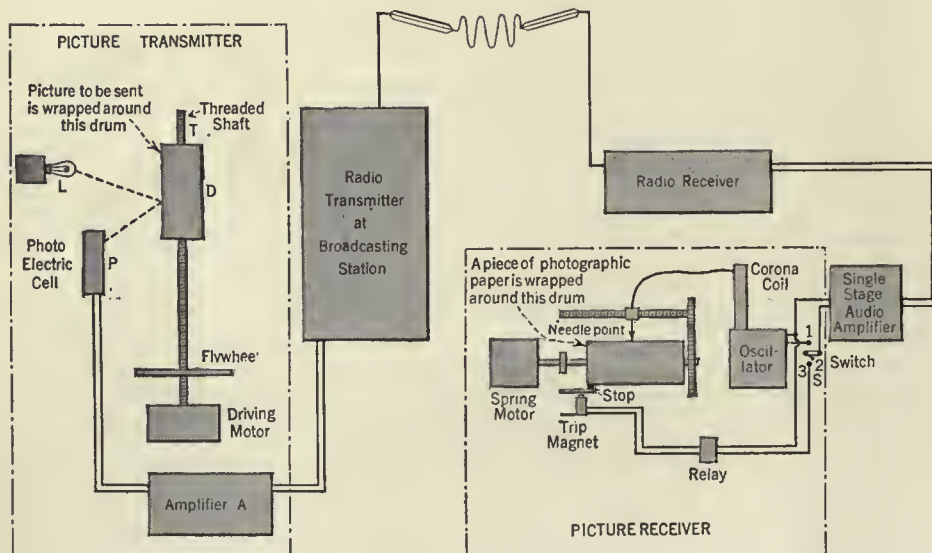 PICTURE TRANSMITTER
Picture to be sent
is wrapped around
this drum
Threaded
Shaft
T
L
D
Photo
Electric
Cell
P
Flywhee
Driving
Motor
Amplifier A
Radio
Transmitter
at
Broadcasting
Station
Radio Receiver
A piece of photographic
paper is wrapped
around this drum
Needle point
Corona
Coil
Single
Stage
Audio
Amplifier
Oscil-
lator
1
2
3
S
Switch
Spring
Motor
Stop
Trip
Magnet
Relay
PICTURE RECEIVER